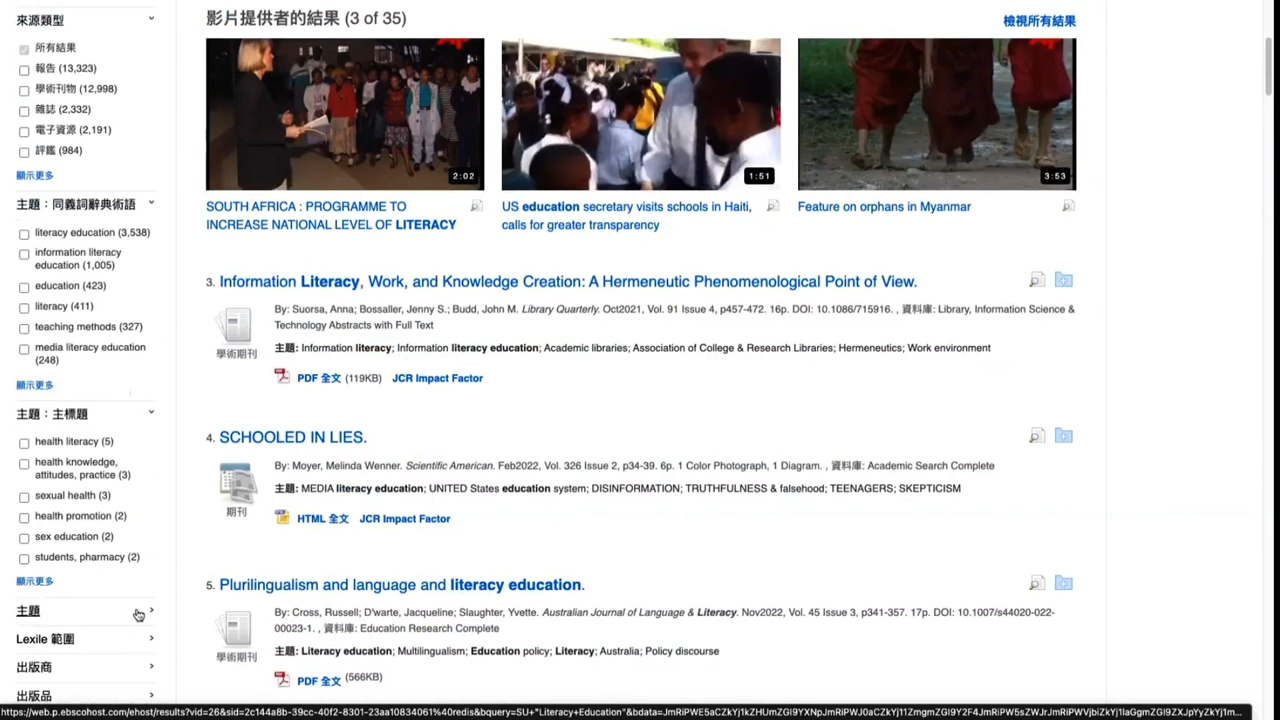 來源類型
所有結果
報告 (13,323)
學術刊物 (12,998)
雜誌 (2,332)
電子資源 (2,191)
評鑑 (984)
顯示更多
主題：同義詞辭典術語
literacy education (3,538)
information literacy
education (1,005)
education (423)
literacy (411)
teaching methods (327)
media literacy education
(248)
顯示更多
主題：主標題
health literacy (5)
health knowledge,
attitudes, practice (3)
sexual health (3)
health promotion (2)
sex education (2)
students, pharmacy (2)
顯示更多
主題
Lexile 範圍
出版商
出版品
影片提供者的結果 (3 of 35)
檢視所有結果
2:02
1:51
3:53
SOUTH AFRICA : PROGRAMME TO
INCREASE NATIONAL LEVEL OF LITERACY
US education secretary visits schools in Haiti,
calls for greater transparency
Feature on orphans in Myanmar
3. Information Literacy, Work, and Knowledge Creation: A Hermeneutic Phenomenological Point of View.
By: Suorsa, Anna; Bossaller, Jenny S.; Budd, John M. Library Quarterly. Oct2021, Vol. 91 Issue 4, p457-472. 16p. DOI: 10.1086/715916. , 資料庫: Library, Information Science &
Technology Abstracts with Full Text
學術期刊
主題: Information literacy; Information literacy education; Academic libraries; Association of College & Research Libraries; Hermeneutics; Work environment
PDF 全文 (119KB) JCR Impact Factor
4. SCHOOLED IN LIES.
By: Moyer, Melinda Wenner. Scientific American. Feb2022, Vol. 326 Issue 2, p34-39. 6p. 1 Color Photograph, 1 Diagram. , 資料庫: Academic Search Complete
主題: MEDIA literacy education; UNITED States education system; DISINFORMATION; TRUTHFULNESS & falsehood; TEENAGERS; SKEPTICISM
期刊
HTML 全文 JCR Impact Factor
5. Plurilingualism and language and literacy education.
By: Cross, Russell; D'warte, Jacqueline; Slaughter, Yvette. Australian Journal of Language & Literacy. Nov2022, Vol. 45 Issue 3, p341-357. 17p. DOI: 10.1007/s44020-022-
00023-1. , 資料庫: Education Research Complete
學術期刊
主題: Literacy education; Multilingualism; Education policy; Literacy; Australia; Policy discourse
PDF 全文 (566KB)